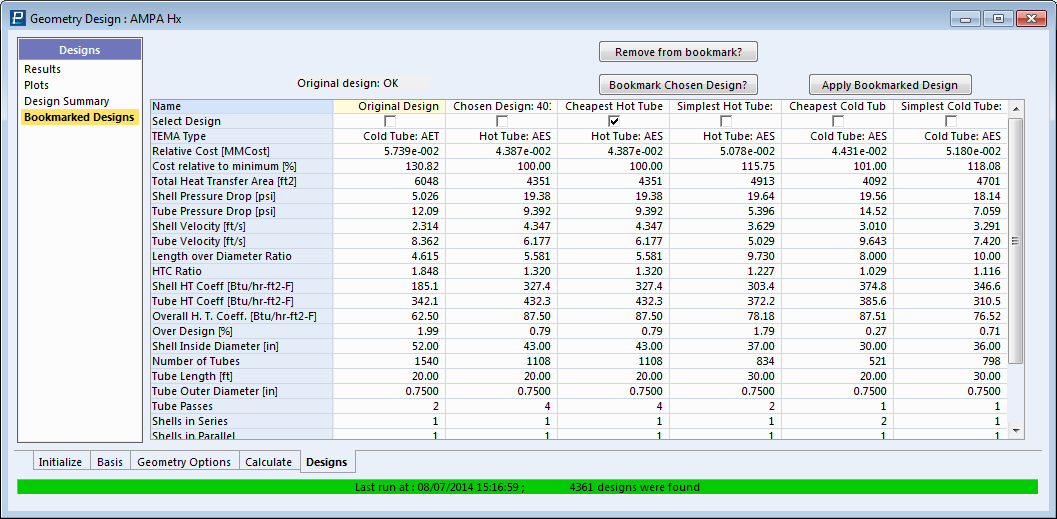 Geometry Design : AMPA Hx
Designs
Results
Plots
Design Summary
Bookmarked Designs
Remove from bookmark?
Original design: OK
Bookmark Chosen Design?
Apply Bookmarked Design
Name Original Design Chosen Design: 401 Cheapest Hot Tube Simplest Hot Tube: Cheapest Cold Tub Simplest Cold Tube:
Select Design
TEMA Type Cold Tube: AET Hot Tube: AES Hot Tube: AES Hot Tube: AES Cold Tube: AES Cold Tube: AES
Relative Cost [MMCost] 5.739e-002 4.387e-002 4.387e-002 5.078e-002 4.431e-002 5.180e-002
Cost relative to minimum [%] 130.82 100.00 100.00 115.75 101.00 118.08
Total Heat Transfer Area [ft2] 6048 4351 4351 4913 4092 4701
Shell Pressure Drop [psi] 5.026 19.38 19.38 19.64 19.56 18.14
Tube Pressure Drop [psi] 12.09 9.392 9.392 5.396 14.52 7.059
Shell Velocity [ft/s] 2.314 4.347 4.347 3.629 3.010 3.291
Tube Velocity [ft/s] 8.362 6.177 6.177 5.029 9.643 7.420
Length over Diameter Ratio 4.615 5.581 5.581 9.730 8.000 10.00
HTC Ratio 1.848 1.320 1.320 1.227 1.029 1.116
Shell HT Coeff [Btu/hr-ft2-F] 185.1 327.4 327.4 303.4 374.8 346.6
Tube HT Coeff [Btu/hr-ft2-F] 342.1 432.3 432.3 372.2 385.6 310.5
Overall H. T. Coeff. [Btu/hr-ft2-F] 62.50 87.50 87.50 78.18 87.51 76.52
Over Design [%] 1.99 0.79 0.79 1.79 0.27 0.71
Shell Inside Diameter [in] 52.00 43.00 43.00 37.00 30.00 36.00
Number of Tubes 1540 1108 1108 834 521 798
Tube Length [ft] 20.00 20.00 20.00 30.00 20.00 30.00
Tube Outer Diameter [in] 0.7500 0.7500 0.7500 0.7500 0.7500 0.7500
Tube Passes 2 4 4 2 1 1
Shells in Series 1 1 1 1 2 1
Shells in Parallel 1 1 1 1 1 1
Initialize Basis Geometry Options Calculate Designs
Last run at : 08/07/2014 15:16:59 ; 4361 designs were found